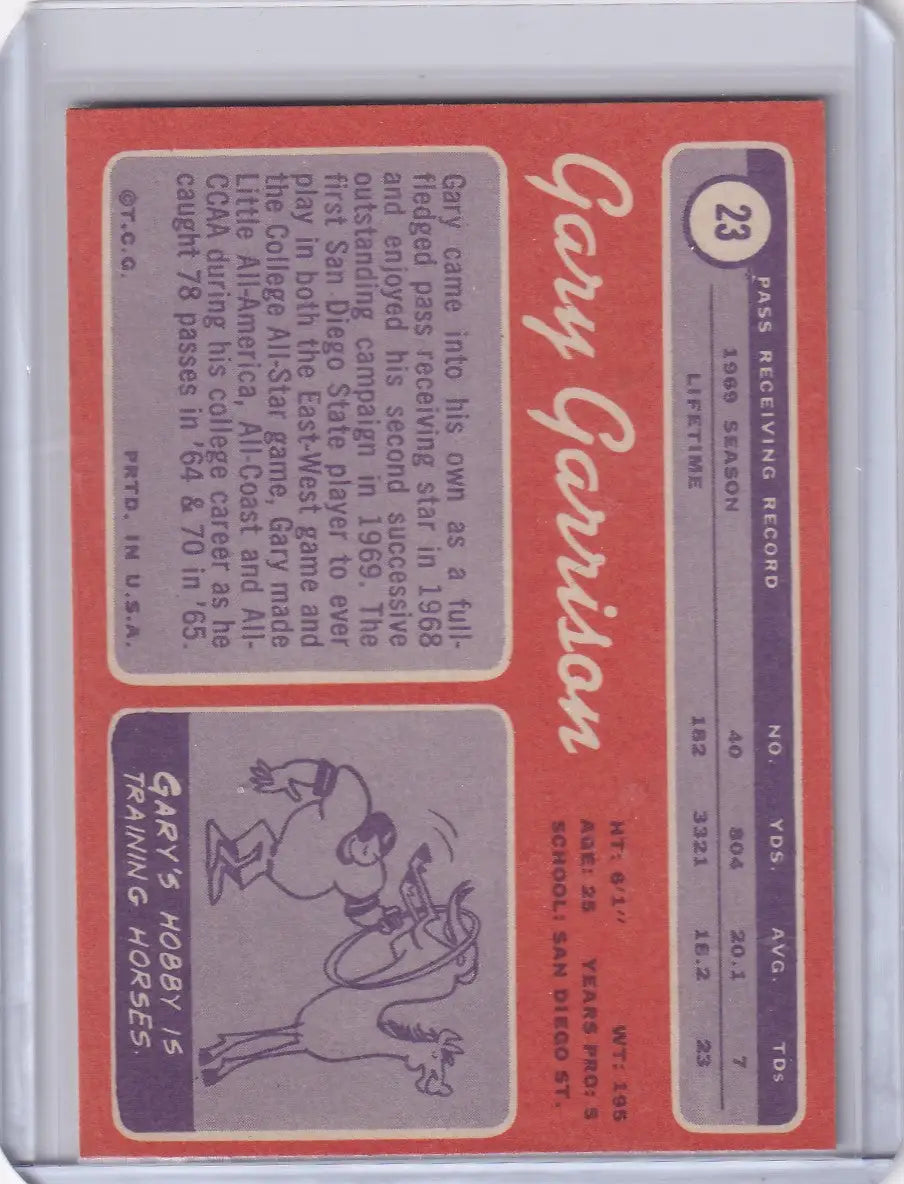 23
PASS RECEIVING RECORD NO. YDS. AVG. TDs
1969 SEASON 40 804 20.1 7
LIFETIME 182 3321 18.2 23
Gary Garrison
HT: 6'1" WT: 195
AGE: 25 YEARS PRO: 5
SCHOOL: SAN DIEGO ST.
Gary came into his own as a full-
fledged pass receiving star in 1968
and enjoyed his second successive
outstanding campaign in 1969. The
first San Diego State player to ever
play in both the East-West game and
the College All-Star game, Gary made
Little All-America, All-Coast and All-
CCAA during his college career as he
caught 78 passes in '64 & 70 in '65.
©T.C.G. PRTD. IN U.S.A.
GARY'S HOBBY IS
TRAINING HORSES.